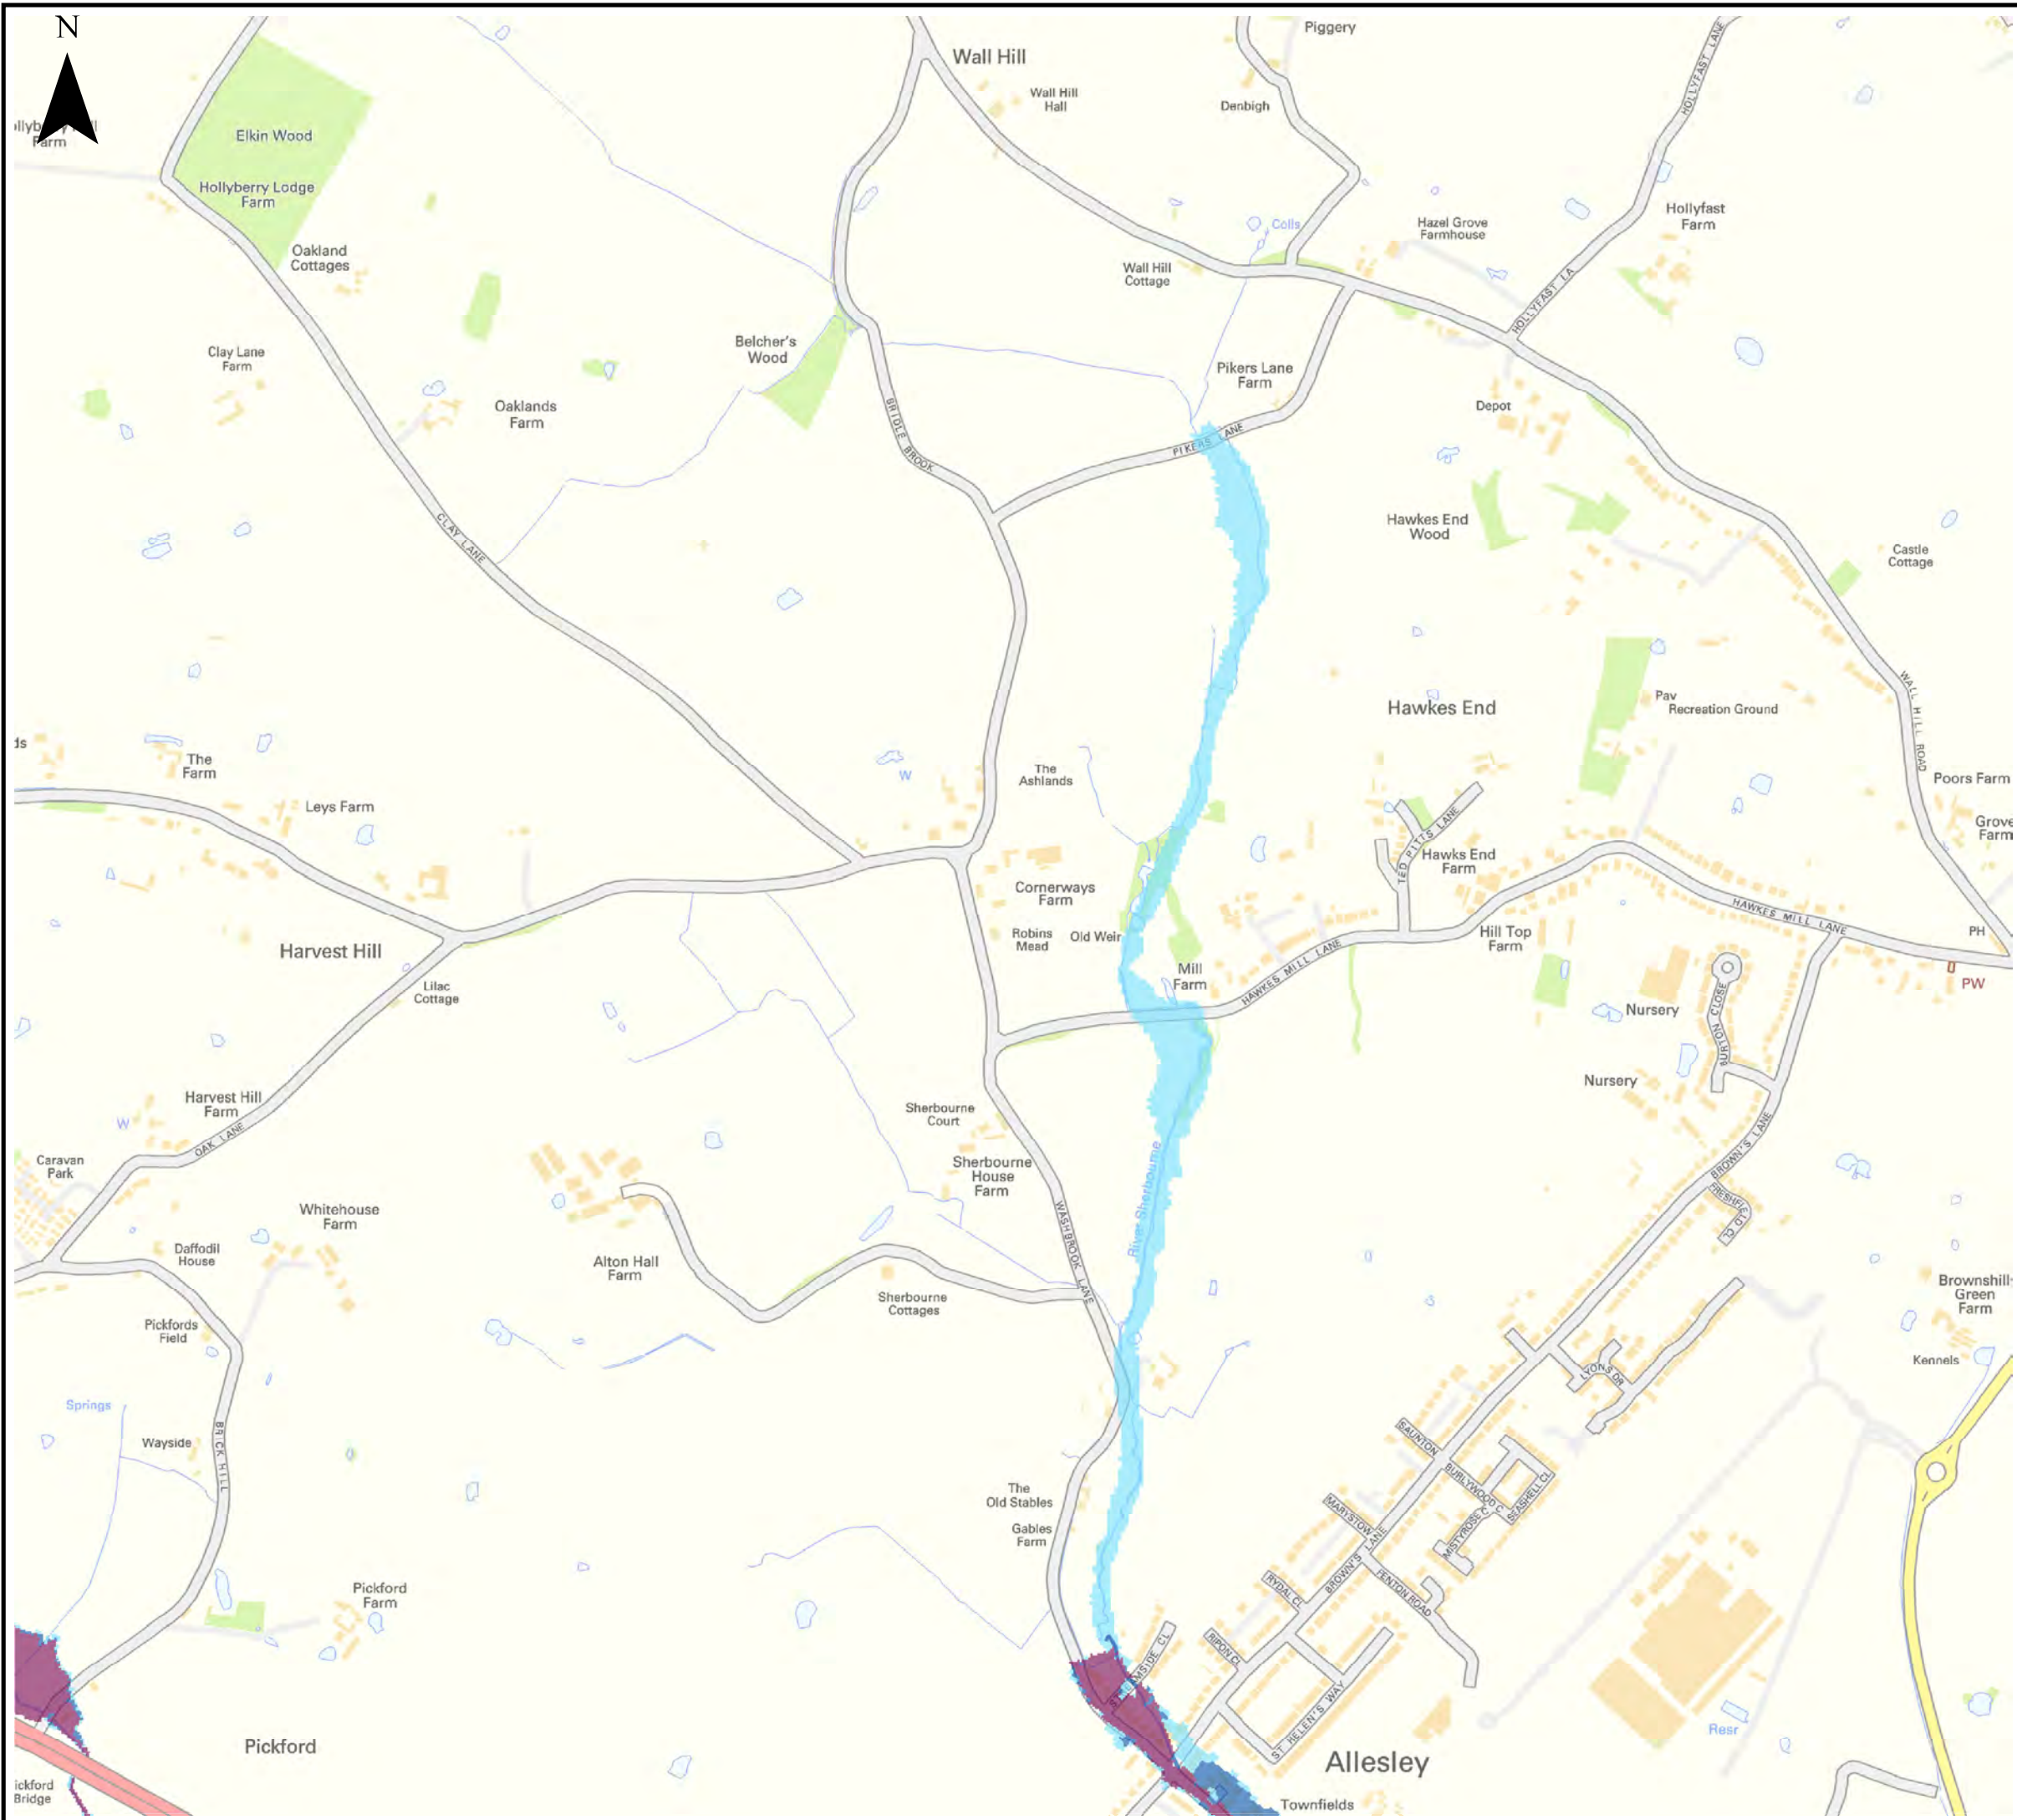 N
Piggery
Wall Hill
HOLLYFAST LANE
Wall Hill
Hall
Denbigh
Farm
Elkin Wood
Hollyberry Lodge
Farm
Hollyfast
Farm
Colls
Hazel Grove
Farmhouse
Oakland
Cottages
Wall Hill
Cottage
HOLLYFAST LA
Belcher's
Wood
Clay Lane
Farm
Pikers Lane
Farm
Oaklands
Farm
Depot
BRIDLE BROOK
PIKERS LANE
CLAY LANE
Hawkes End
Wood
Castle
Cottage
Hawkes End
Pav
Recreation Ground
WALL HILL ROAD
ds
The
Farm
The
Ashlands
W
Poors Farm
Leys Farm
Grove
Farm
TED PITTS LANE
Hawks End
Farm
Cornerways
Farm
HAWKES MILL LANE
Robins
Mead
Old Weir
Hill Top
Farm
PH
Harvest Hill
Mill
Farm
HAWKES MILL LANE
PW
Lilac
Cottage
BURTON CLOSE
Nursery
Nursery
Harvest Hill
Farm
Sherbourne
Court
W
OAK LANE
BROWN'S LANE
Caravan
Park
Sherbourne
House
Farm
FRESHFIELD CL
River Sherbourne
Whitehouse
Farm
WASHBROOK LANE
Daffodil
House
Alton Hall
Farm
Sherbourne
Cottages
Brownshill
Green
Farm
Pickfords
Field
Kennels
LYONS DR
Springs
BRICK HILL
Wayside
SAUNTON
BURLYWOOD C
SEASHELL CL
MISTYROSE C
The
Old Stables
Gables
Farm
MARYSTOW
BROWN'S LANE
FENTON ROAD
RYDAL CL
Pickford
Farm
RIPON CL
ST HELEN'S WAY
Resr
Pickford
Allesley
ickford
Bridge
Townfields